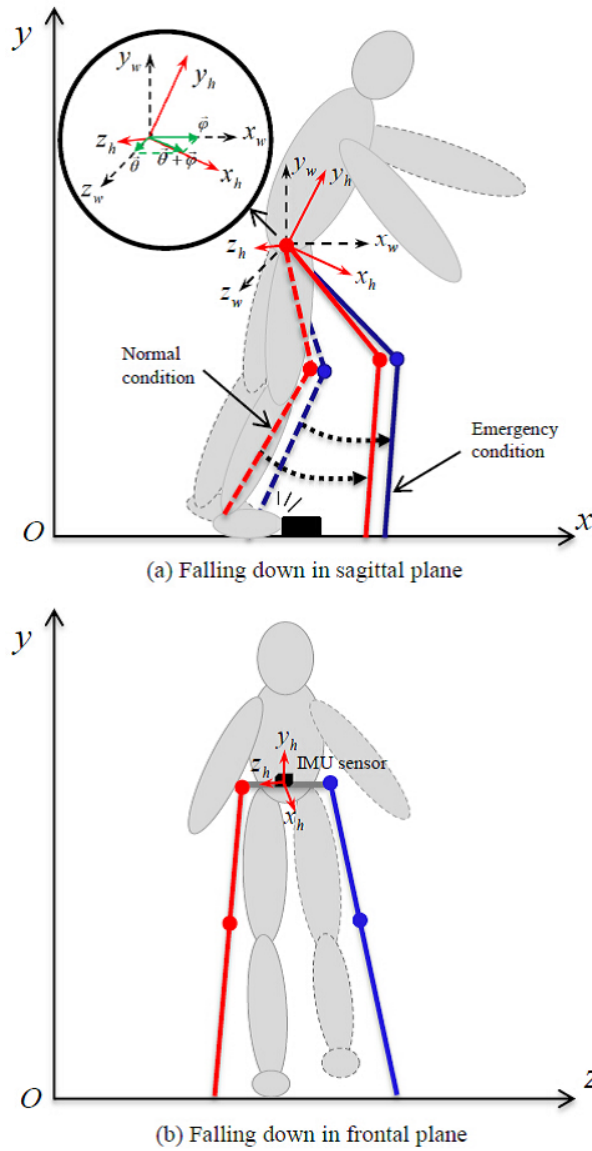 y
y_w
y_h
φ⃗
z_h
x_w
θ⃗
θ⃗ + φ⃗
x_h
z_w
y_w
y_h
z_h
x_w
z_w
x_h
Normal
condition
Emergency
condition
O
x
(a) Falling down in sagittal plane
y
y_h
IMU sensor
z_h
x_h
O
z
(b) Falling down in frontal plane